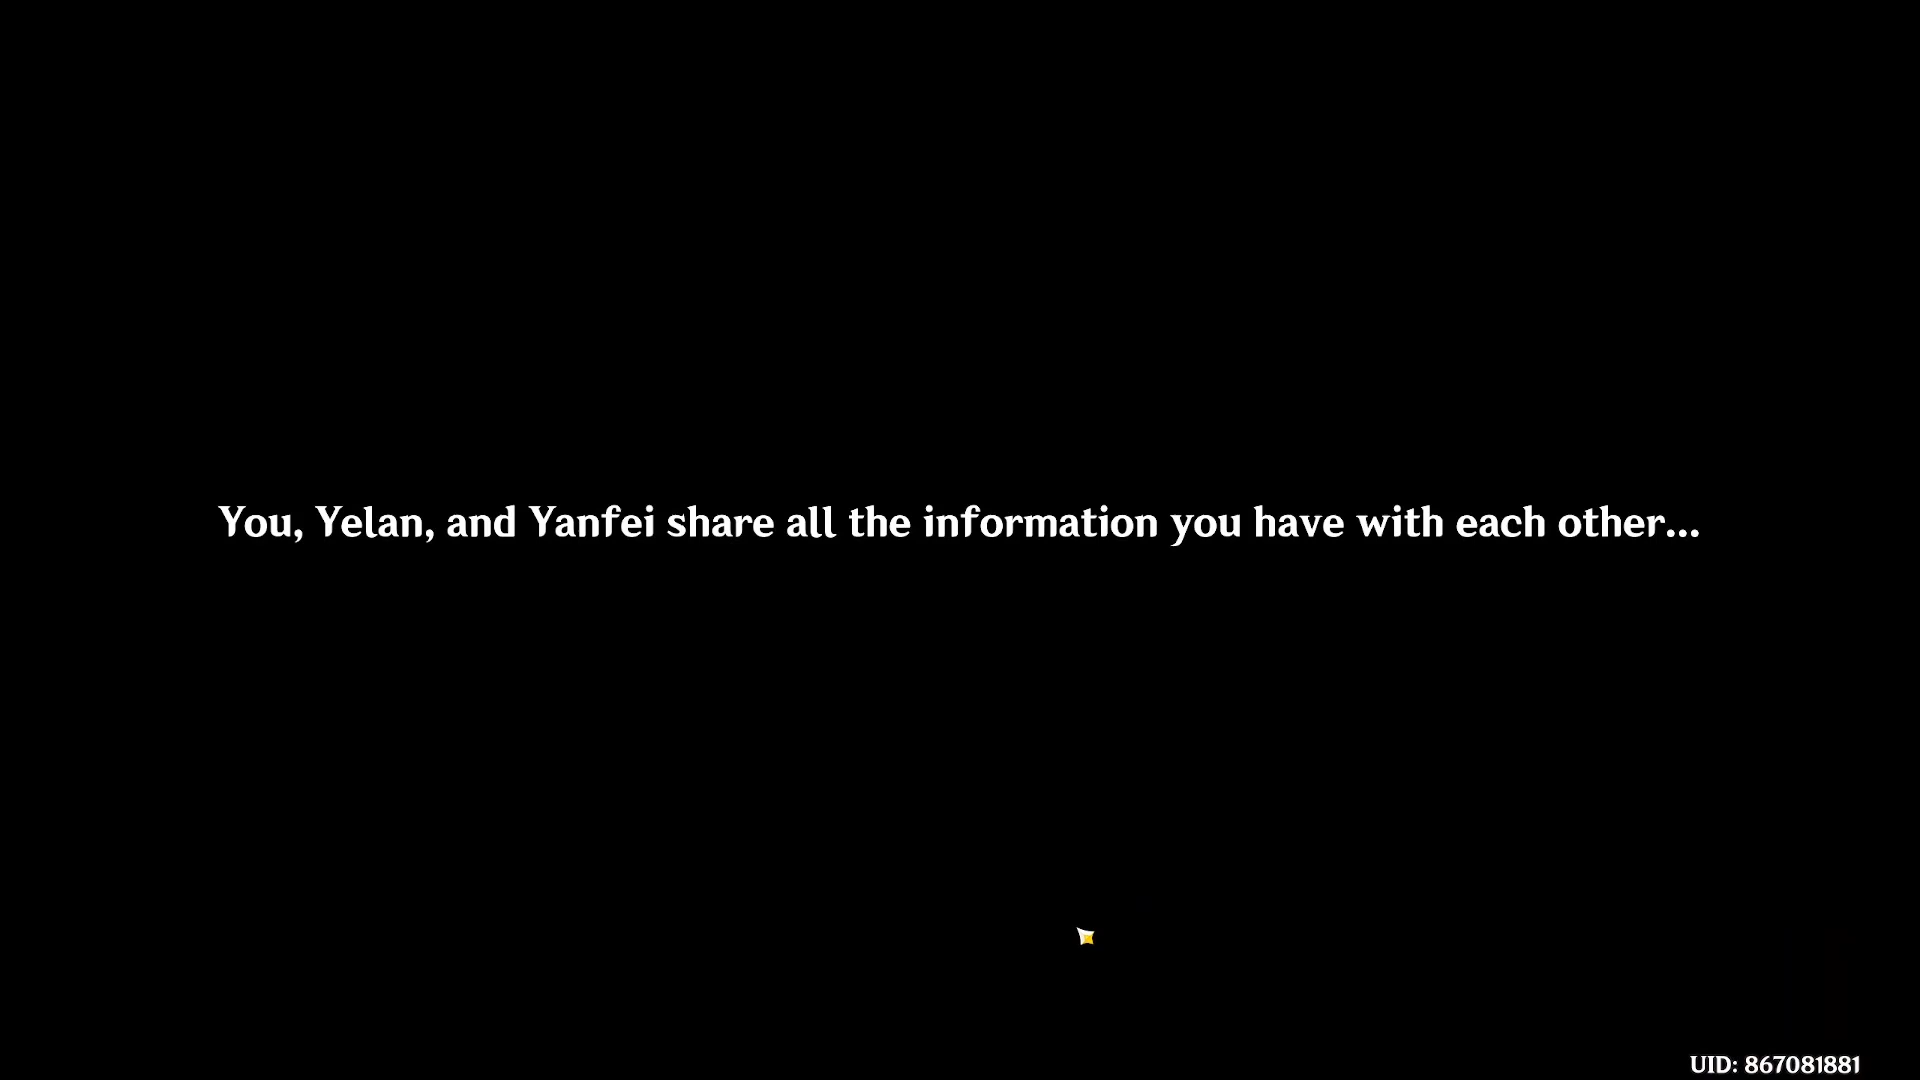 You, Yelan, and Yanfei share all the information you have with each other...
UID: 867081881